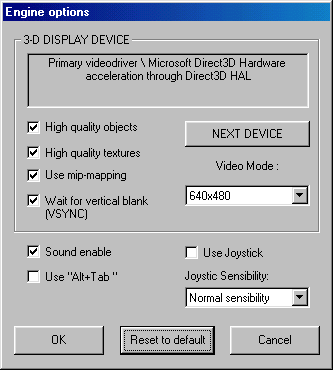 Engine options
3-D DISPLAY DEVICE
Primary videodriver \ Microsoft Direct3D Hardware
acceleration through Direct3D HAL
High quality objects
NEXT DEVICE
High quality textures
Video Mode :
Use mip-mapping
640x480
Wait for vertical blank
(VSYNC)
Sound enable
Use Joystick
Use "Alt+Tab "
Joystic Sensibility:
Normal sensibility
OK
Reset to default
Cancel